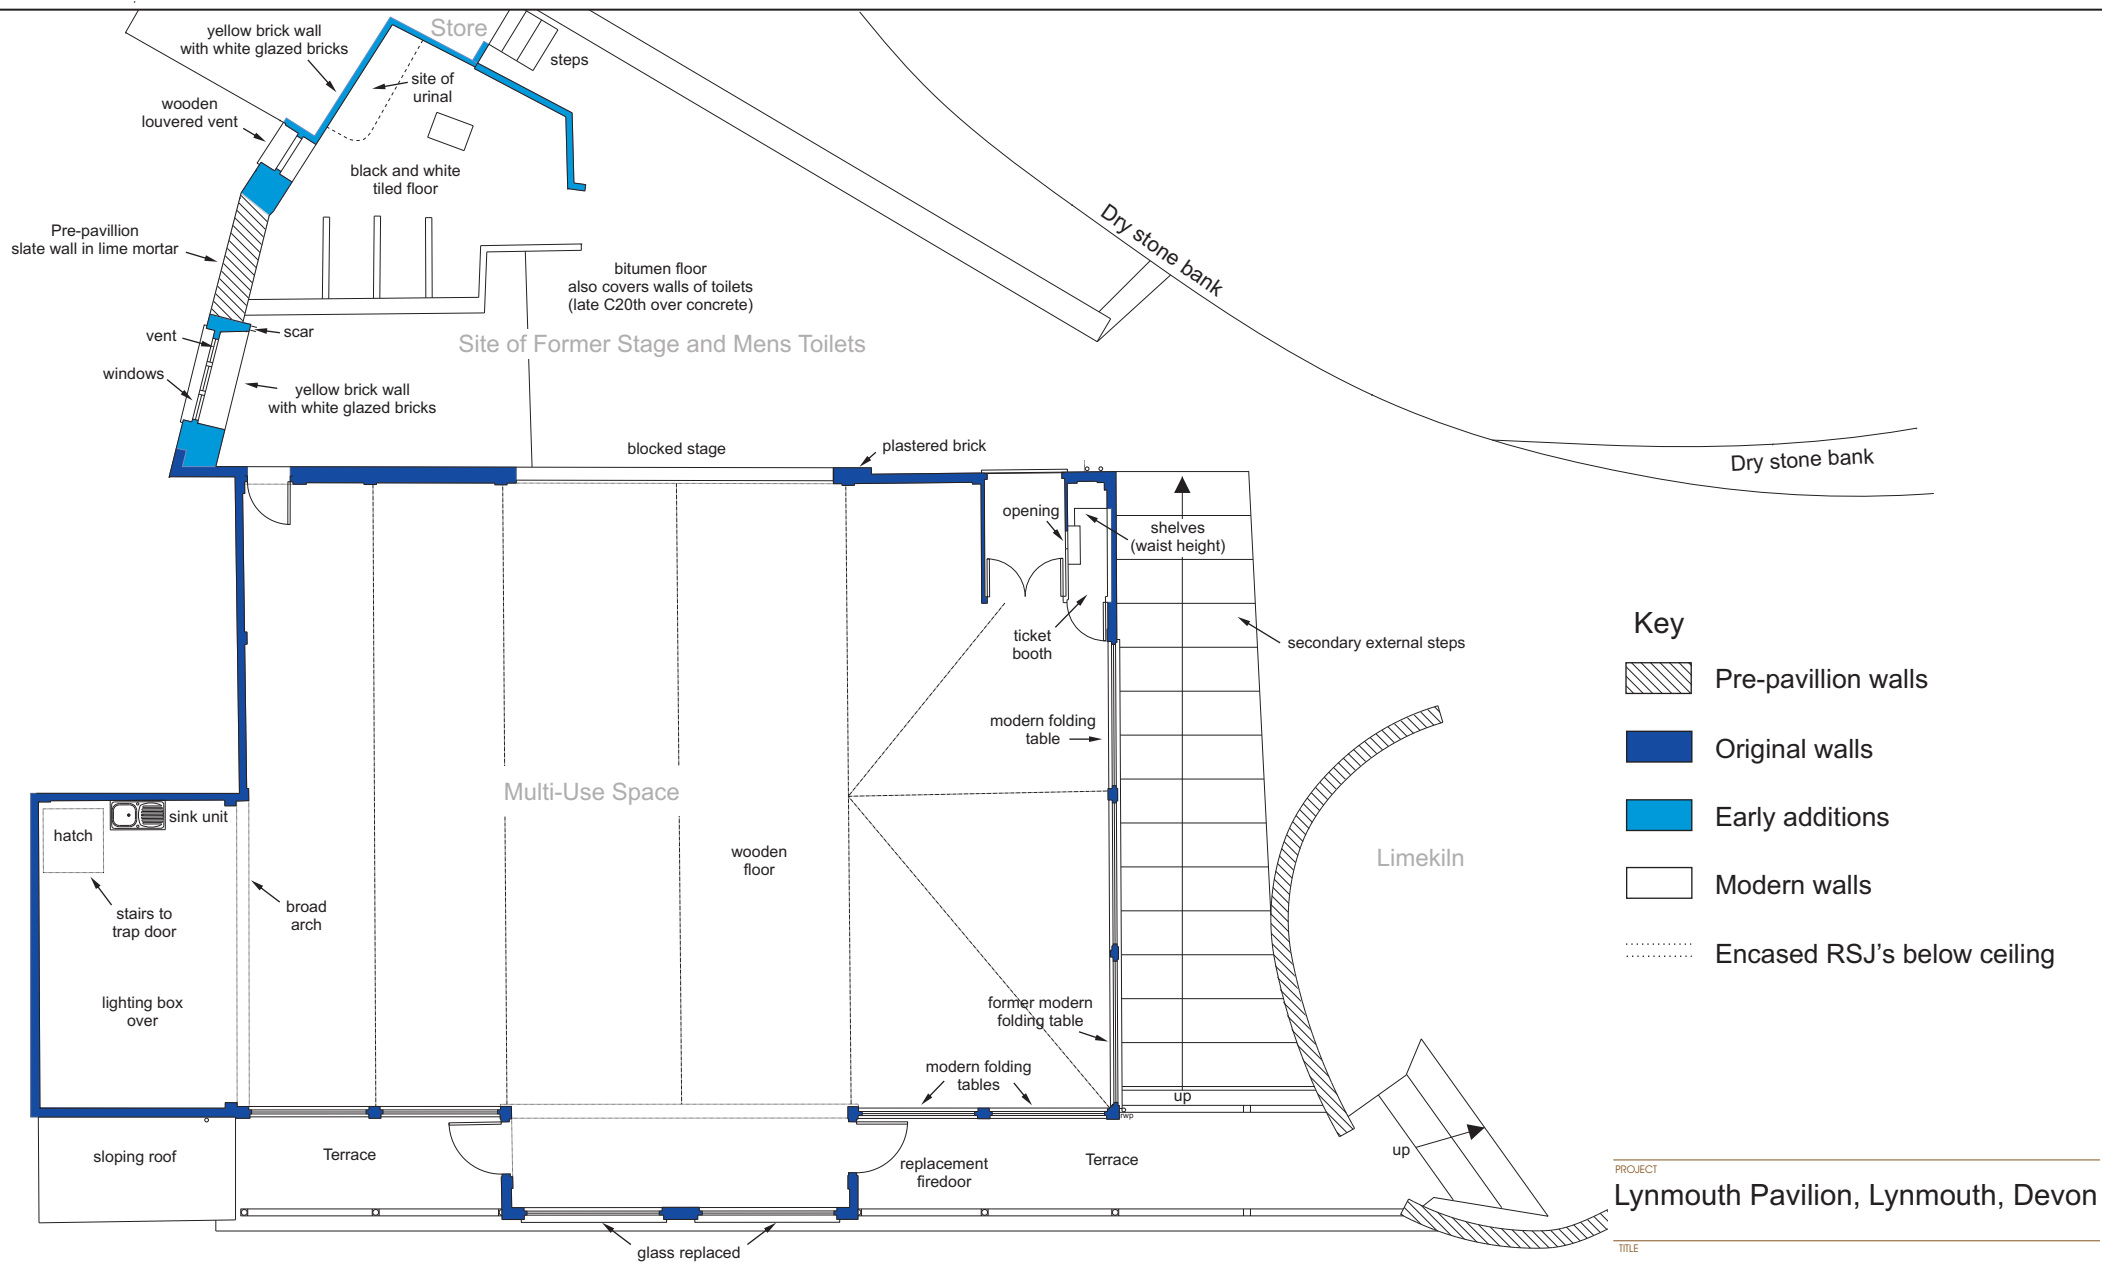 Store
yellow brick wall
with white glazed bricks
steps
site of
urinal
wooden
louvered vent
black and white
tiled floor
Pre-pavillion
slate wall in lime mortar
Dry stone bank
bitumen floor
also covers walls of toilets
(late C20th over concrete)
scar
vent
Site of Former Stage and Mens Toilets
windows
yellow brick wall
with white glazed bricks
blocked stage
plastered brick
Dry stone bank
opening
shelves
(waist height)
ticket
booth
secondary external steps
modern folding
table
Multi-Use Space
sink unit
hatch
wooden
floor
Limekiln
broad
arch
stairs to
trap door
lighting box
over
former modern
folding table
modern folding
tables
up
rwp
sloping roof
Terrace
replacement
firedoor
Terrace
up
glass replaced
Key
Pre-pavillion walls
Original walls
Early additions
Modern walls
Encased RSJ's below ceiling
PROJECT
Lynmouth Pavilion, Lynmouth, Devon
TITLE